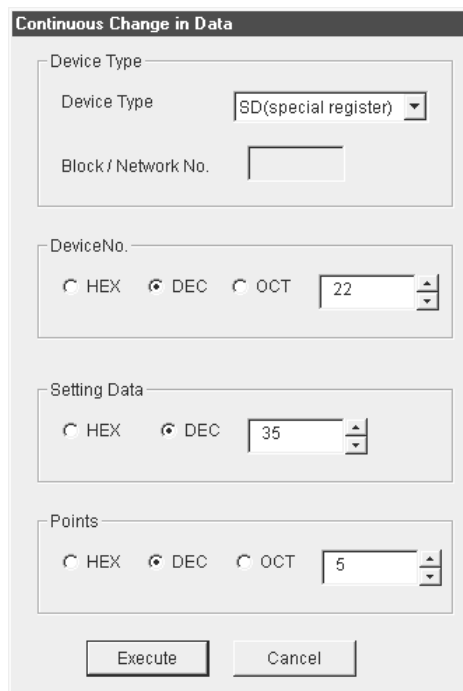 Continuous Change in Data
Device Type
Device Type SD(special register)
Block / Network No.
DeviceNo.
HEX DEC OCT 22
Setting Data
HEX DEC 35
Points
HEX DEC OCT 5
Execute Cancel